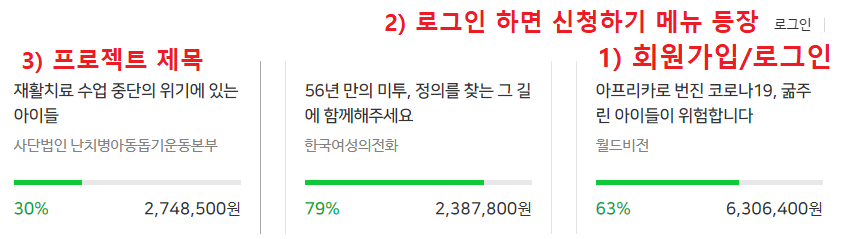 2) 로그인 하면 신청하기 메뉴 등장
로그인
1) 회원가입/로그인
3) 프로젝트 제목
재활치료 수업 중단의 위기에 있는
아이들
사단법인 난치병아동돕기운동본부
30%
2,748,500원
56년 만의 미투, 정의를 찾는 그 길
에 함께해주세요
한국여성의전화
79%
2,387,800원
아프리카로 번진 코로나19, 굶주
린 아이들이 위험합니다
월드비전
63%
6,306,400원